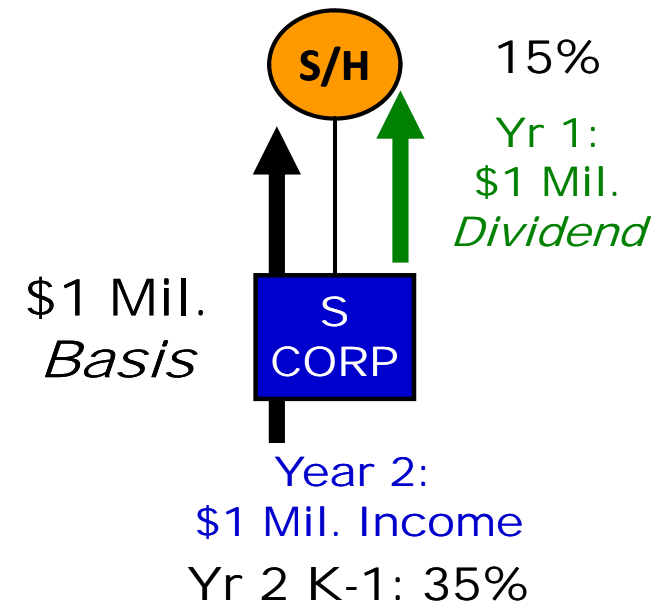 S/H
15%
Yr 1:
$1 Mil.
Dividend
$1 Mil.
Basis
S
CORP
Year 2:
$1 Mil. Income
Yr 2 K-1: 35%